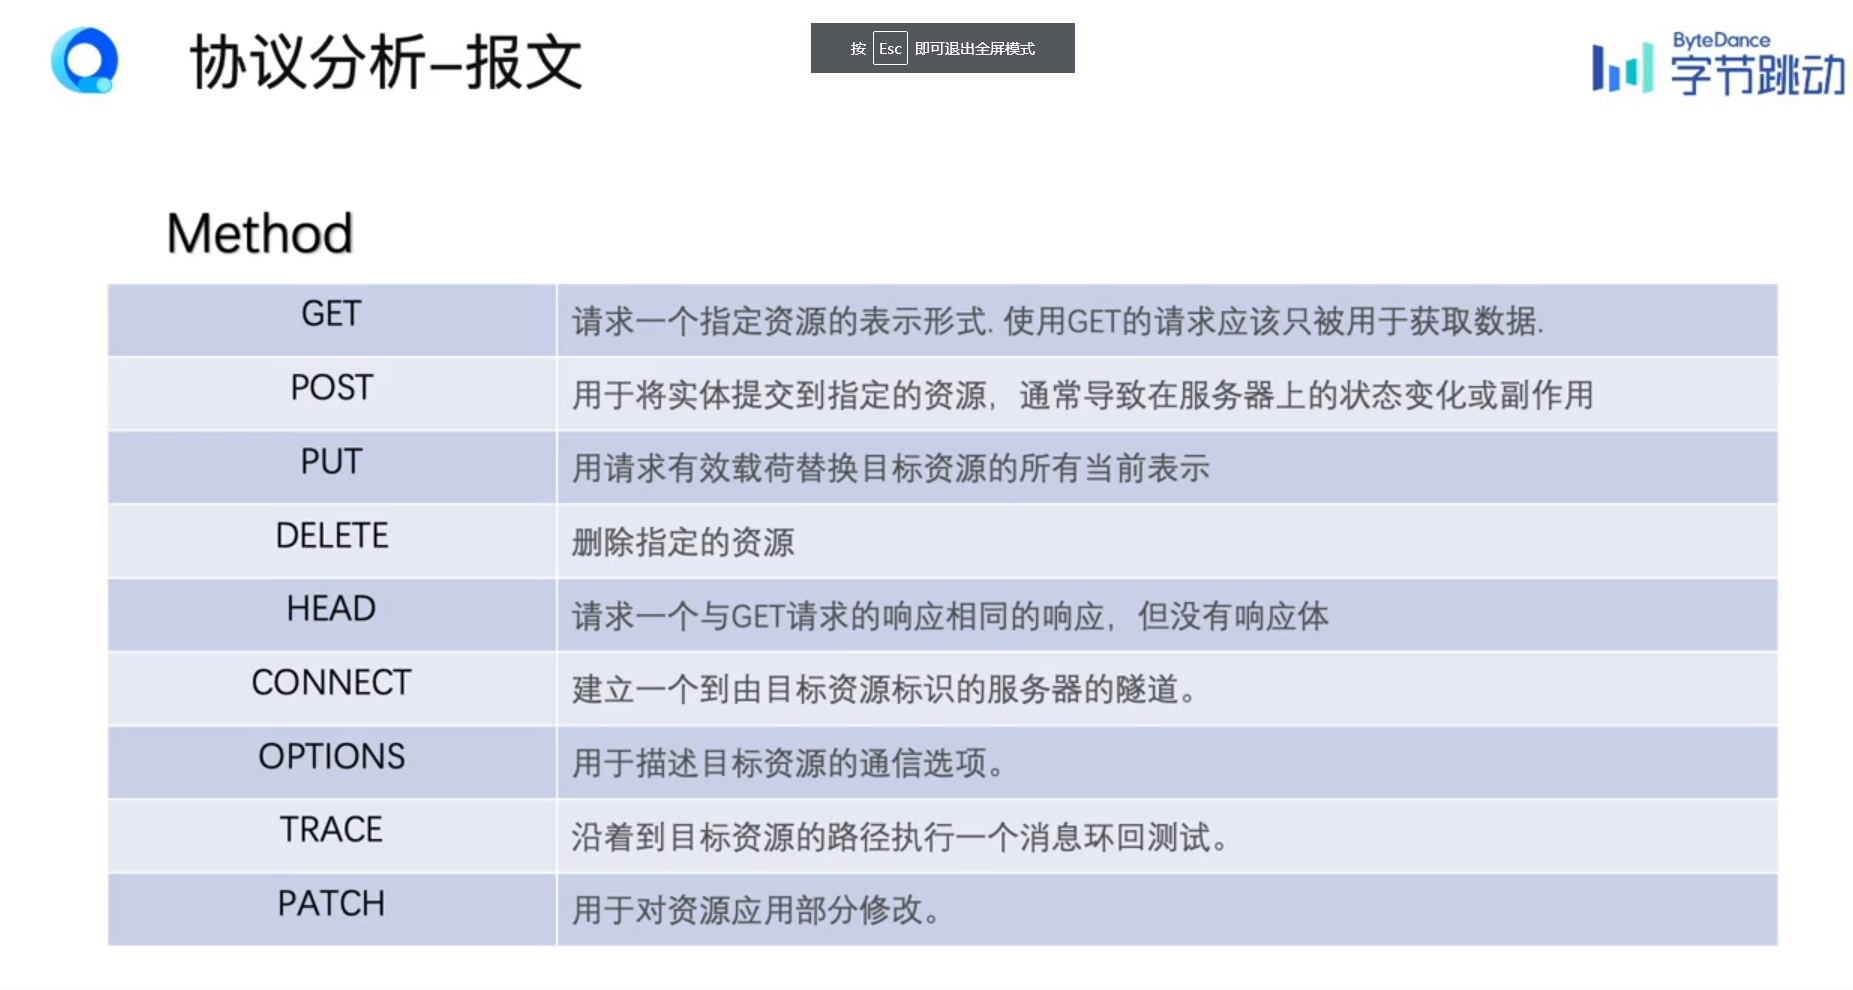 协议分析–报文
按 Esc 即可退出全屏模式
ByteDance
字节跳动
Method
GET 请求一个指定资源的表示形式. 使用GET的请求应该只被用于获取数据.
POST 用于将实体提交到指定的资源，通常导致在服务器上的状态变化或副作用
PUT 用请求有效载荷替换目标资源的所有当前表示
DELETE 删除指定的资源
HEAD 请求一个与GET请求的响应相同的响应，但没有响应体
CONNECT 建立一个到由目标资源标识的服务器的隧道。
OPTIONS 用于描述目标资源的通信选项。
TRACE 沿着到目标资源的路径执行一个消息环回测试。
PATCH 用于对资源应用部分修改。